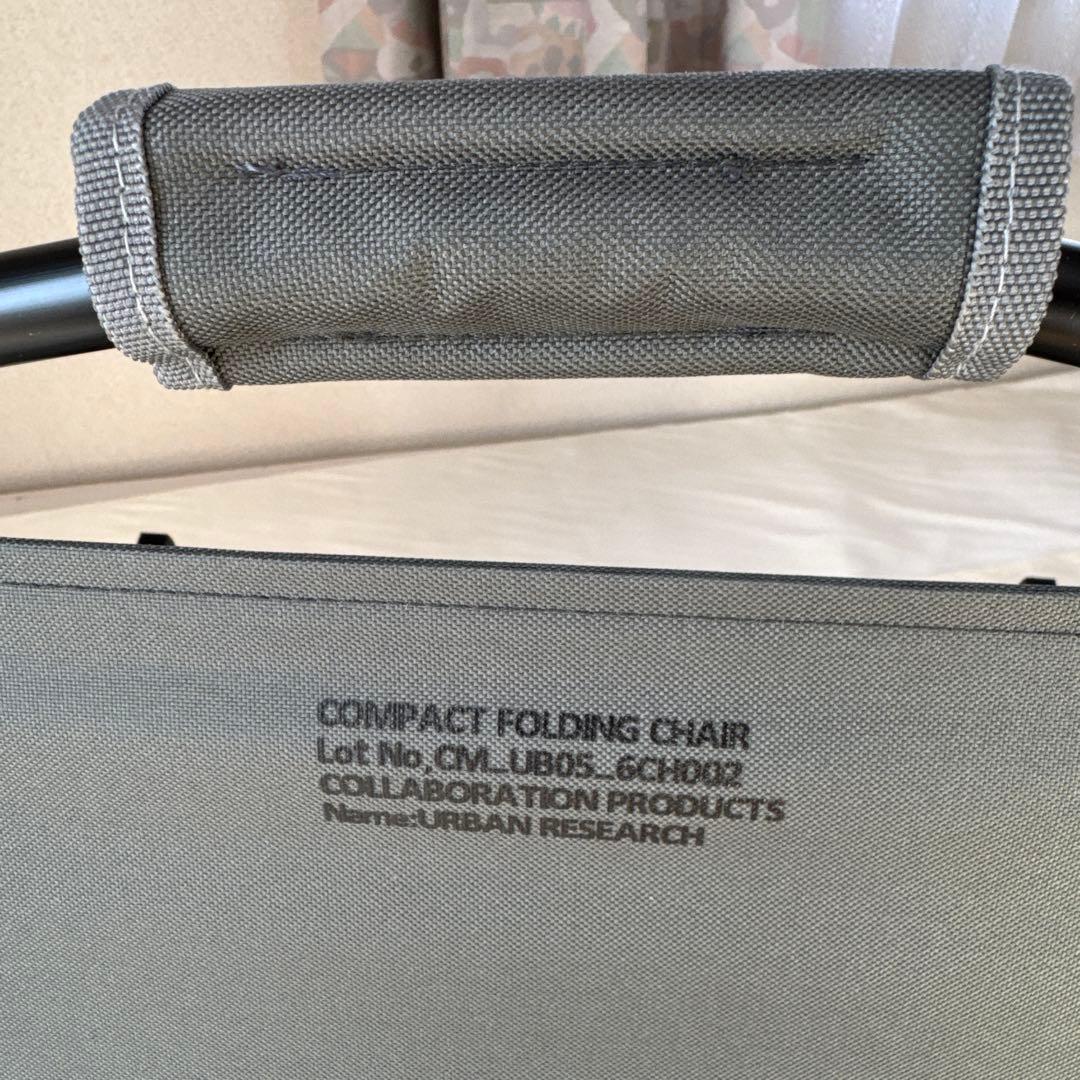 COMPACT FOLDING CHAIR
Lot No,CM_UB05_6CH002
COLLABORATION PRODUCTS
Name:URBAN RESEARCH